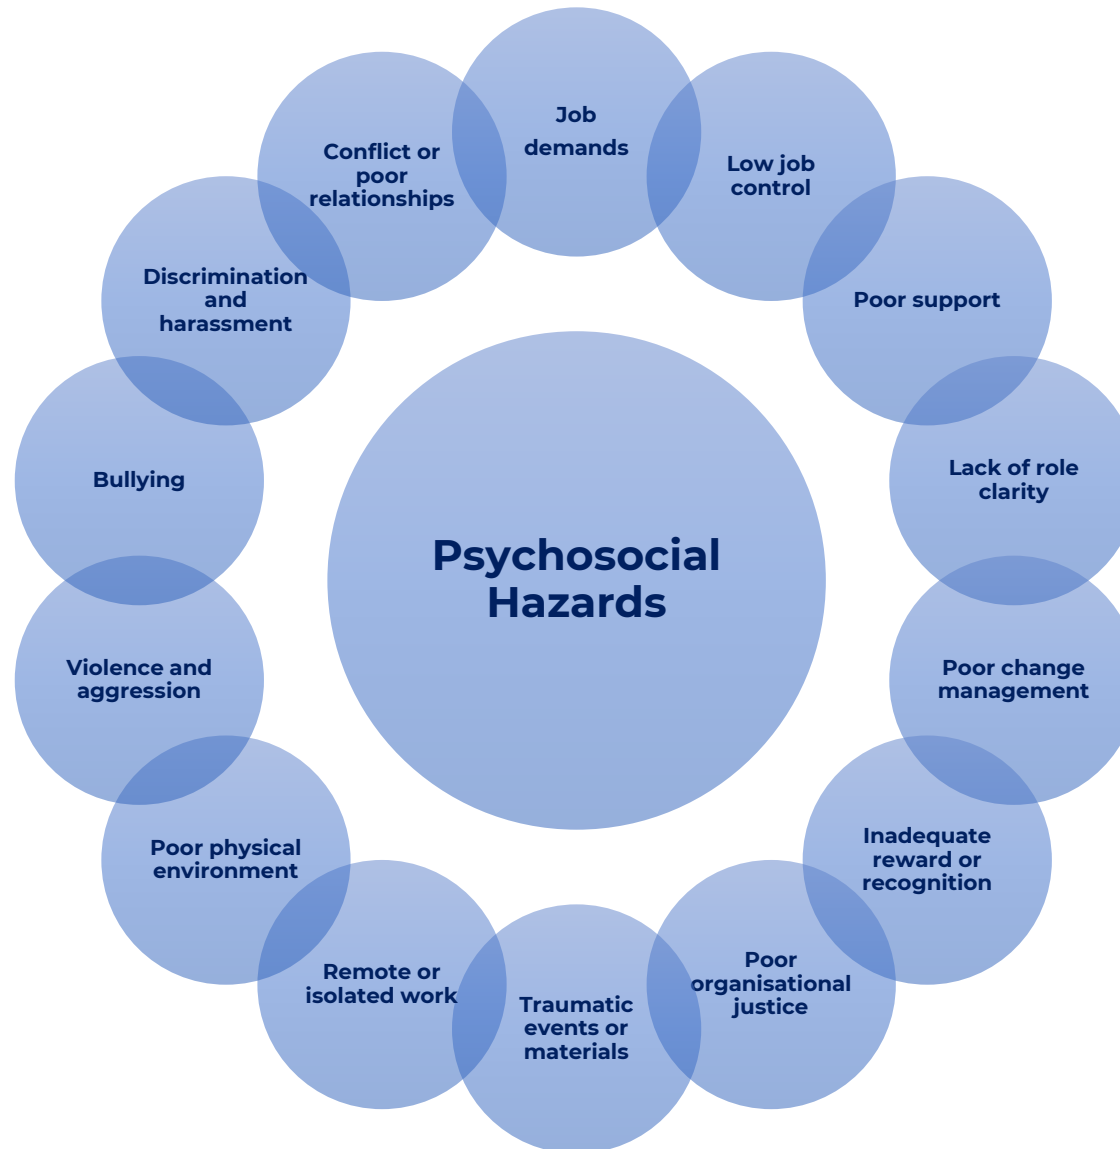 Job
demands
Low job
control
Poor support
Lack of role
clarity
Poor change
management
Inadequate
reward or
recognition
Poor
organisational
justice
Traumatic
events or
materials
Remote or
isolated work
Poor physical
environment
Violence and
aggression
Bullying
Discrimination
and
harassment
Conflict or
poor
relationships
Psychosocial
Hazards